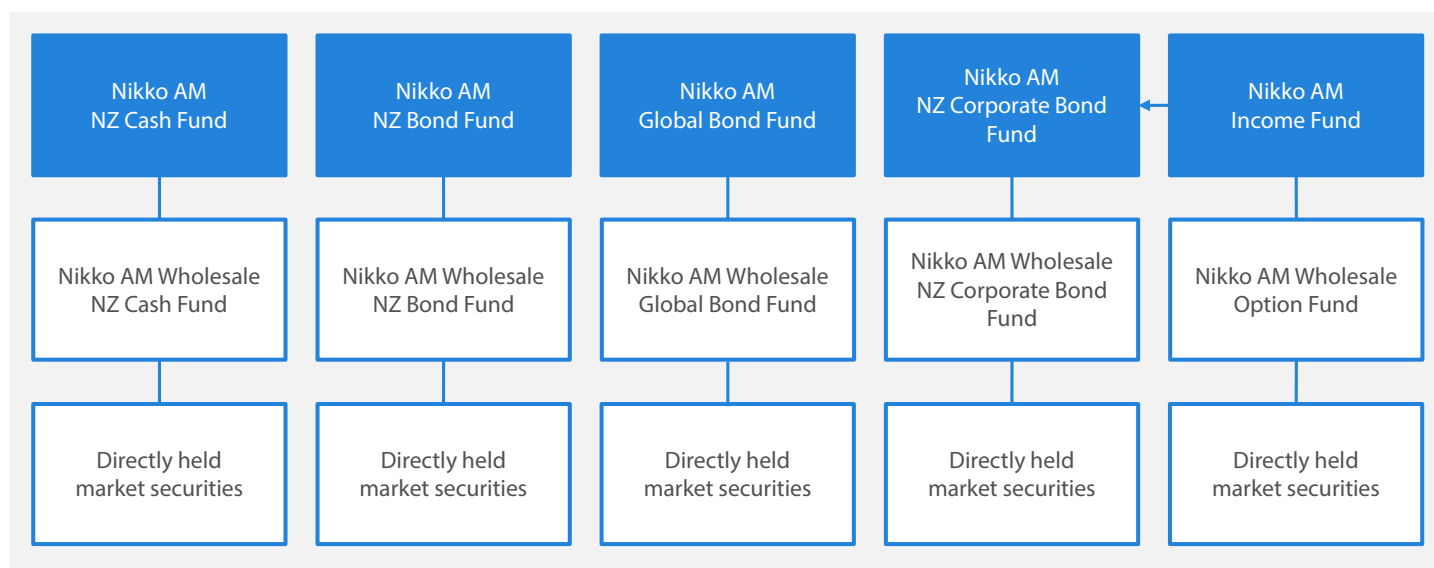 Nikko AM
NZ Cash Fund
Nikko AM
NZ Bond Fund
Nikko AM
Global Bond Fund
Nikko AM
NZ Corporate Bond
Fund
Nikko AM
Income Fund
Nikko AM Wholesale
NZ Cash Fund
Nikko AM Wholesale
NZ Bond Fund
Nikko AM Wholesale
Global Bond Fund
Nikko AM Wholesale
NZ Corporate Bond
Fund
Nikko AM Wholesale
Option Fund
Directly held
market securities
Directly held
market securities
Directly held
market securities
Directly held
market securities
Directly held
market securities